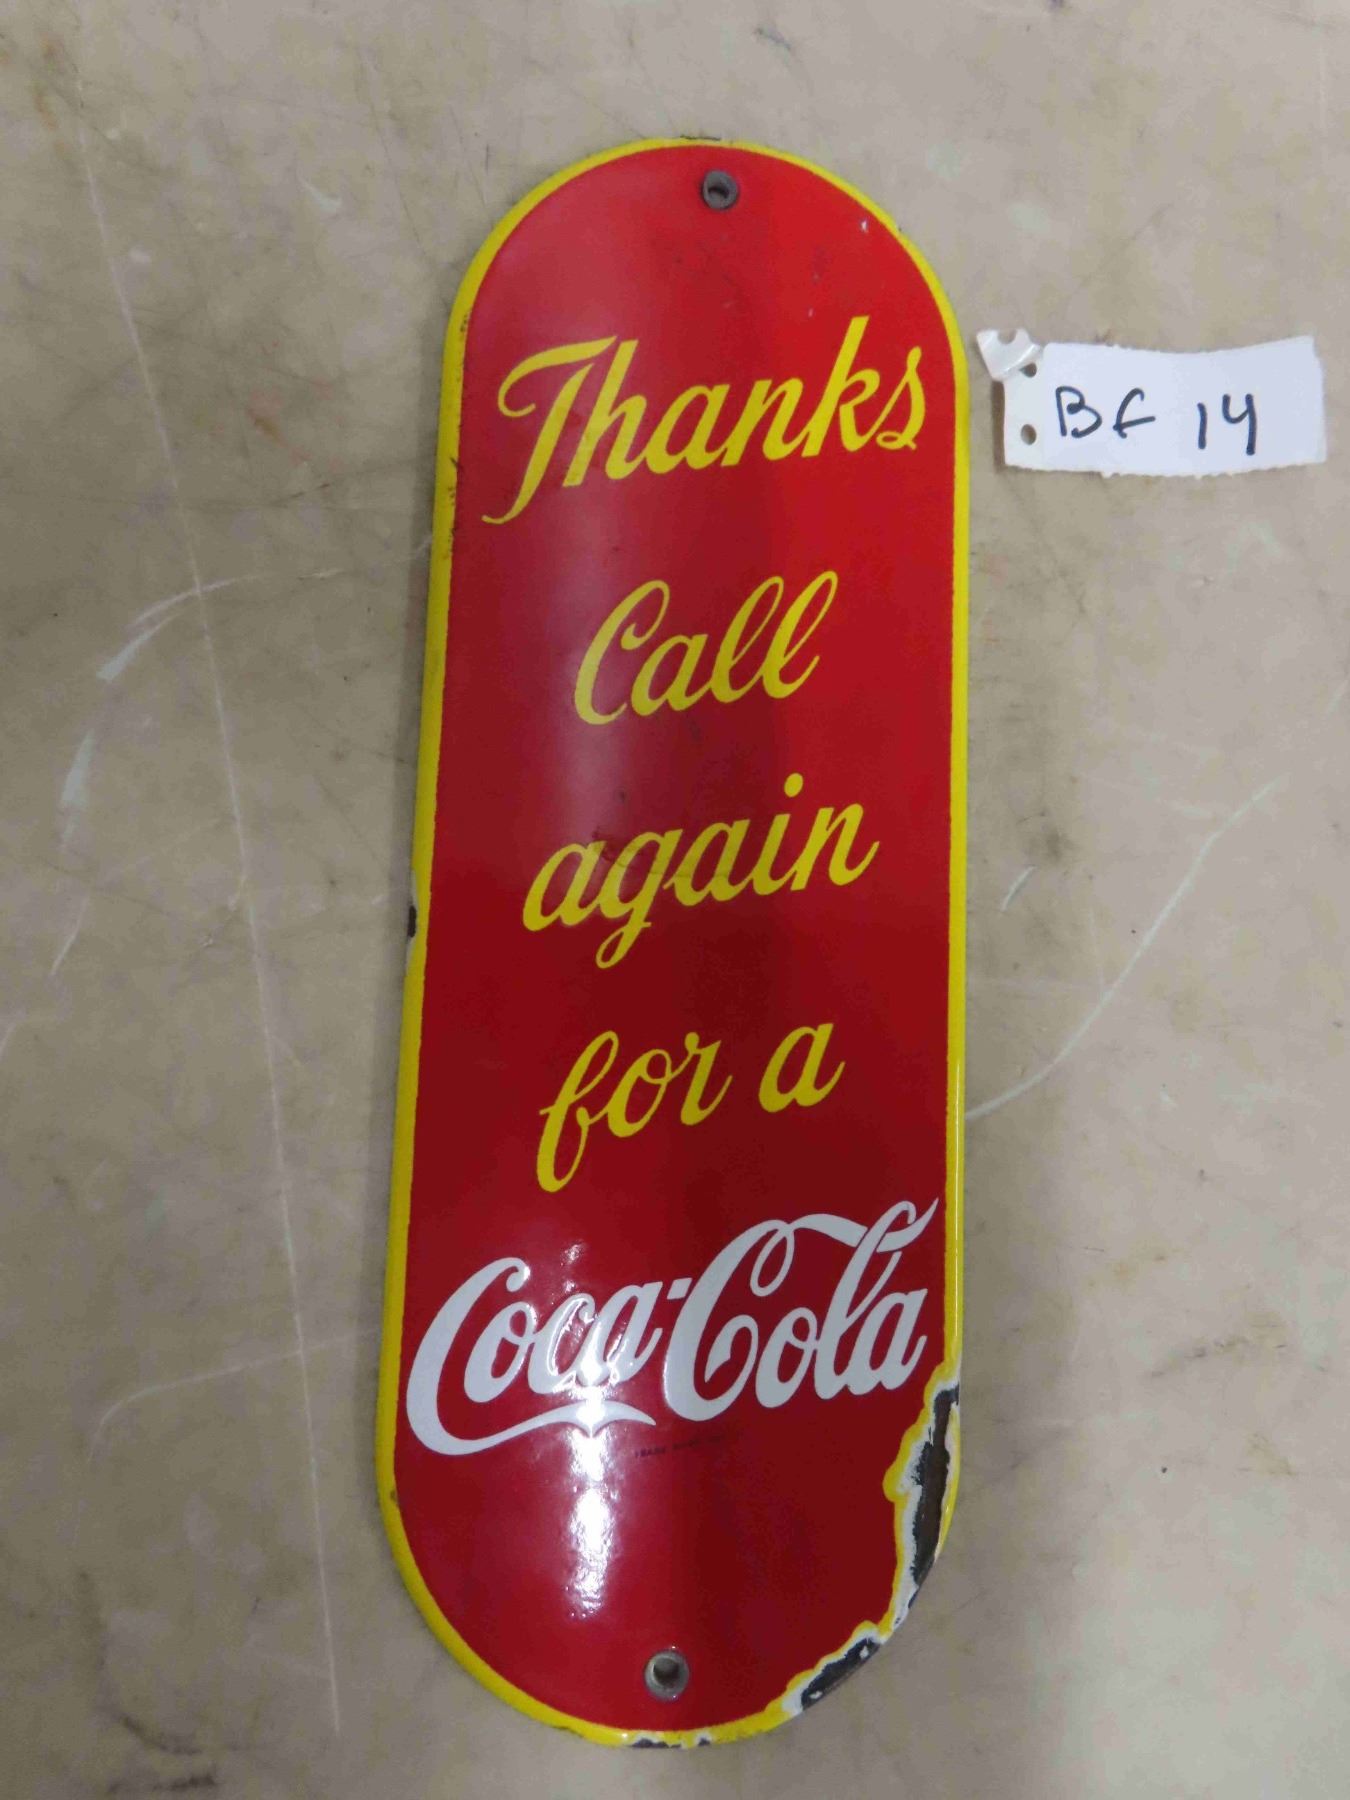 Thanks
Call
again
for a
Coca-Cola
BF 14